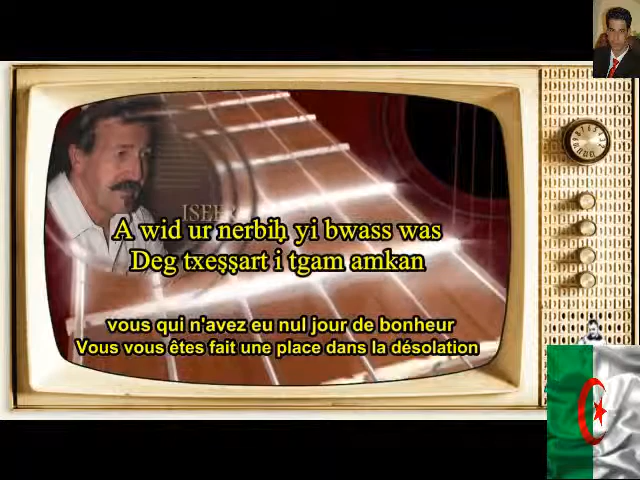 ISEF
A wid ur nerbiḥ yi bwass was
Deg txeṣṣart i tgam amkan
vous qui n'avez eu nul jour de bonheur
Vous vous êtes fait une place dans la désolation